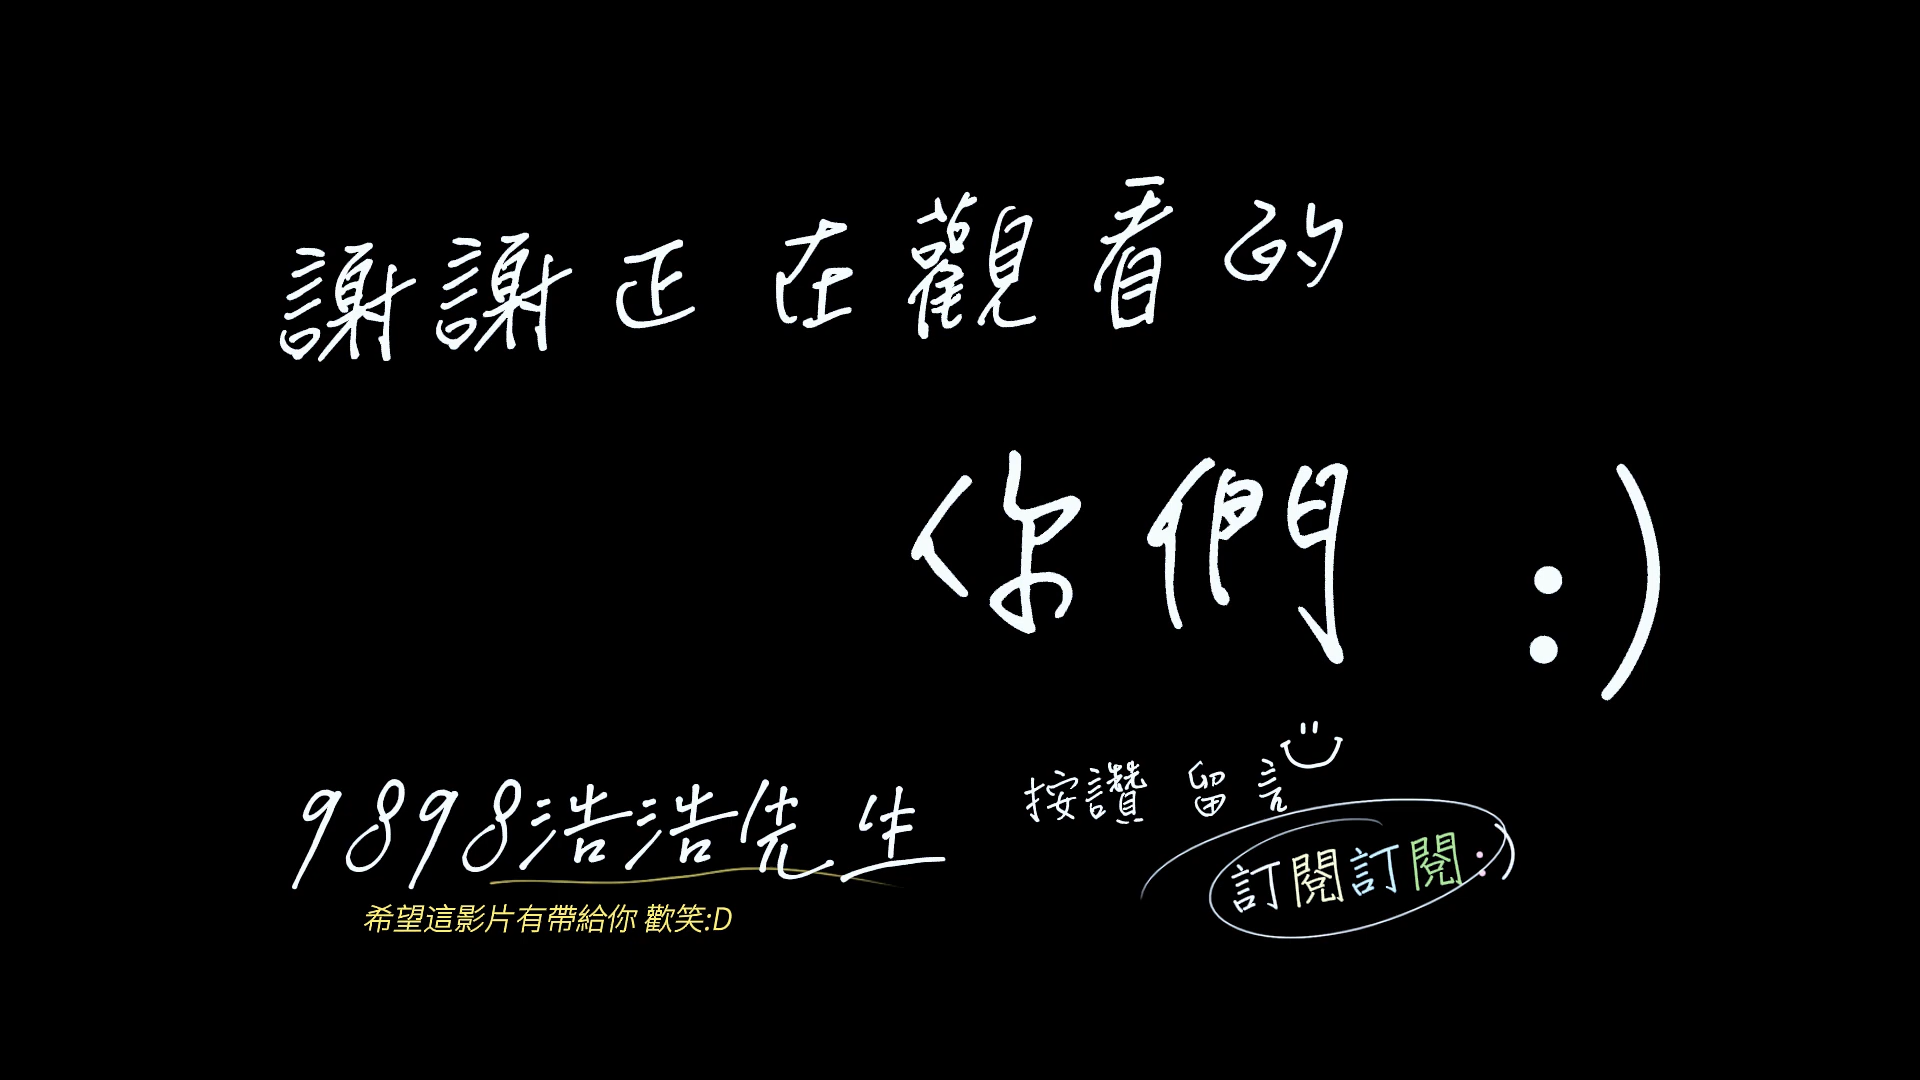 謝謝正在觀看的
你們 :)
9898浩浩先生
希望這影片有帶給你 歡笑:D
按讚 留言
訂閱訂閱:)